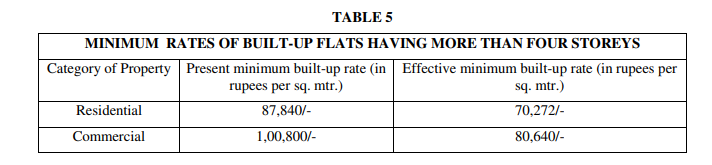 TABLE 5
MINIMUM RATES OF BUILT-UP FLATS HAVING MORE THAN FOUR STOREYS
Category of Property Present minimum built-up rate (in Effective minimum built-up rate (in rupees per
rupees per sq. mtr.) sq. mtr.)
Residential 87,840/- 70,272/-
Commercial 1,00,800/- 80,640/-